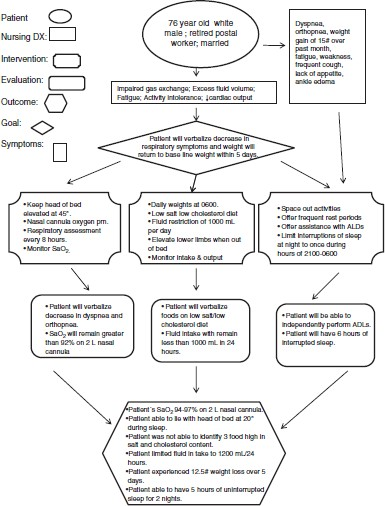 Patient
Nursing DX:
Intervention:
Evaluation:
Outcome:
Goal:
Symptoms:
76 year old white
male ; retired postal
worker; married
Dyspnea,
orthopnea, weight
gain of 15# over
past month,
fatigue, weakness,
frequent cough,
lack of appetite,
ankle edema
Impaired gas exchange; Excess fluid volume;
Fatigue; Activity intolerance; ↓cardiac output
Patient will verbalize decrease in
respiratory symptoms and weight will
return to base line weight within 5 days.
•Keep head of bed
elevated at 45°.
•Nasal cannula oxygen prn.
•Respiratory assessment
every 8 hours.
•Monitor SaO2.
•Daily weights at 0600.
•Low salt low cholesterol diet
•Fluid restriction of 1000 mL
per day
•Elevate lower limbs when out
of bed
•Monitor intake & output
•Space out activities
•Offer frequent rest periods
•Offer assistance with ALDs
•Limit interruptions of sleep
at night to once during
hours of 2100-0600
•Patient will verbalize
decrease in dyspnea and
orthopnea.
•SaO2 will remain greater
than 92% on 2 L nasal
cannula
•Patient will verbalize
foods on low salt/low
cholesterol diet
•Fluid intake with remain
less than 1000 mL in 24
hours.
•Patient will be able to
independently perform ADLs.
•Patient will have 6 hours of
interrupted sleep.
•Patient's SaO2 94-97% on 2 L nasal cannula.
•Patient able to lie with head of bed at 20°
during sleep.
•Patient was not able to identify 3 food high in
salt and cholesterol content.
•Patient limited fluid in take to 1200 mL/24
hours.
•Patient experienced 12.5# weight loss over 5
days.
•Patient able to have 5 hours of uninterrupted
sleep for 2 nights.